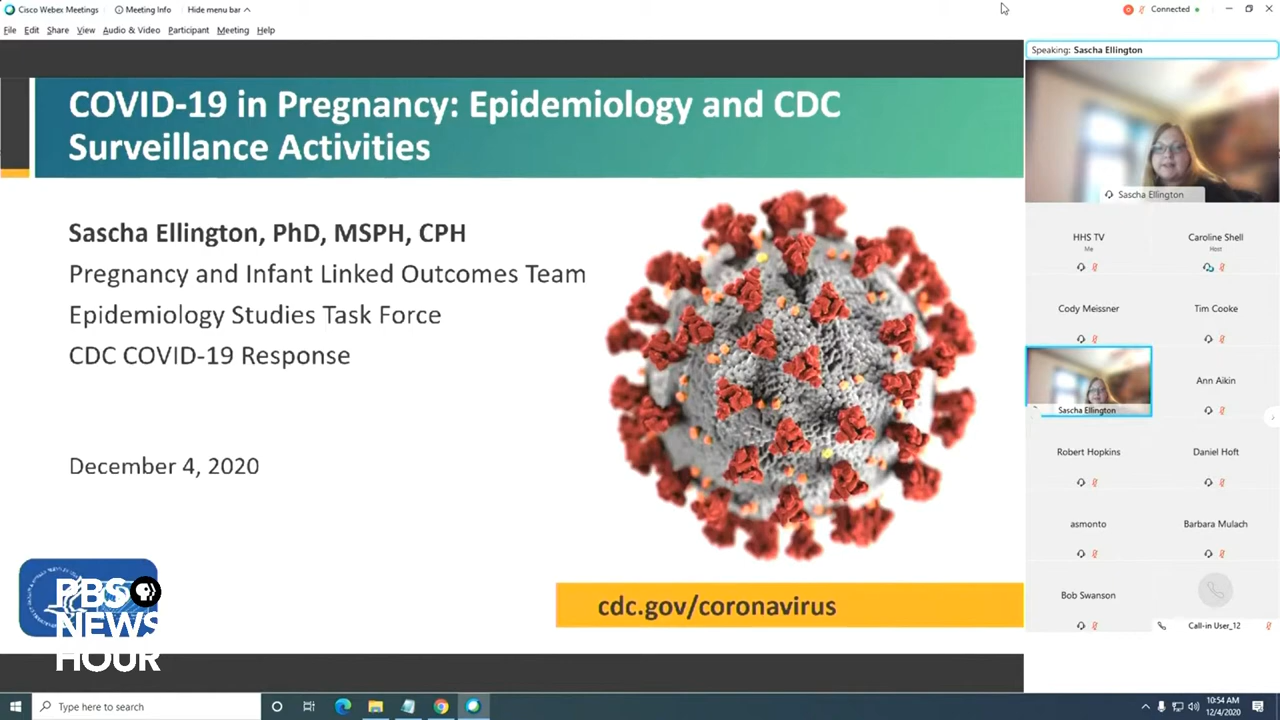 Cisco Webex Meetings
Meeting Info
Hide menu bar
Connected
File Edit Share View Audio & Video Participant Meeting Help
Speaking: Sascha Ellington
COVID-19 in Pregnancy: Epidemiology and CDC
Surveillance Activities
Sascha Ellington, PhD, MSPH, CPH
Pregnancy and Infant Linked Outcomes Team
Epidemiology Studies Task Force
CDC COVID-19 Response
December 4, 2020
cdc.gov/coronavirus
PBS
NEWS
HOUR
Sascha Ellington
HHS TV
Me
Caroline Shell
Host
Cody Meissner
Tim Cooke
Sascha Ellington
Ann Aikin
Robert Hopkins
Daniel Hoft
asmonto
Barbara Mulach
Bob Swanson
Call-in User_12
Type here to search
10:54 AM
12/4/2020